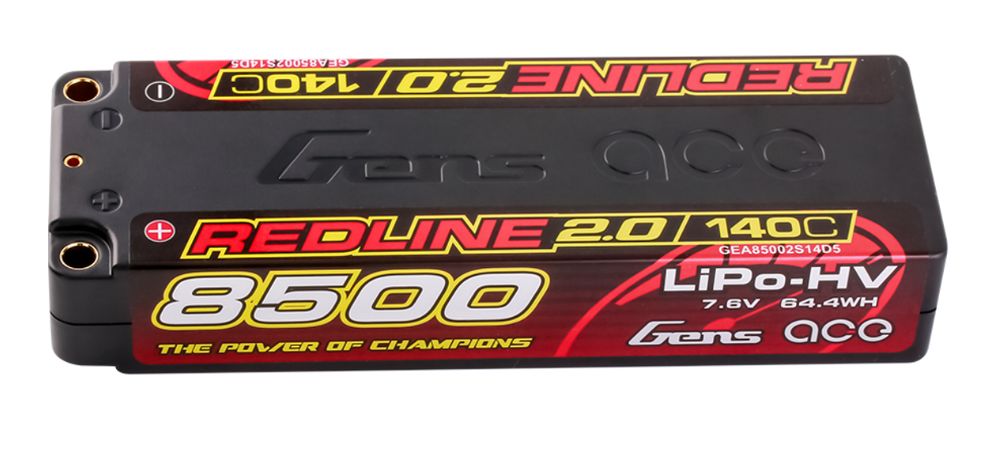 GEA85002S14D5
REDLINE 2.0 / 140C
-
-
Gens ace
+
+
REDLINE 2.0 / 140C
GEA85002S14D5
8500
LiPo-HV
7.6V 64.4WH
THE POWER OF CHAMPIONS
Gens ace